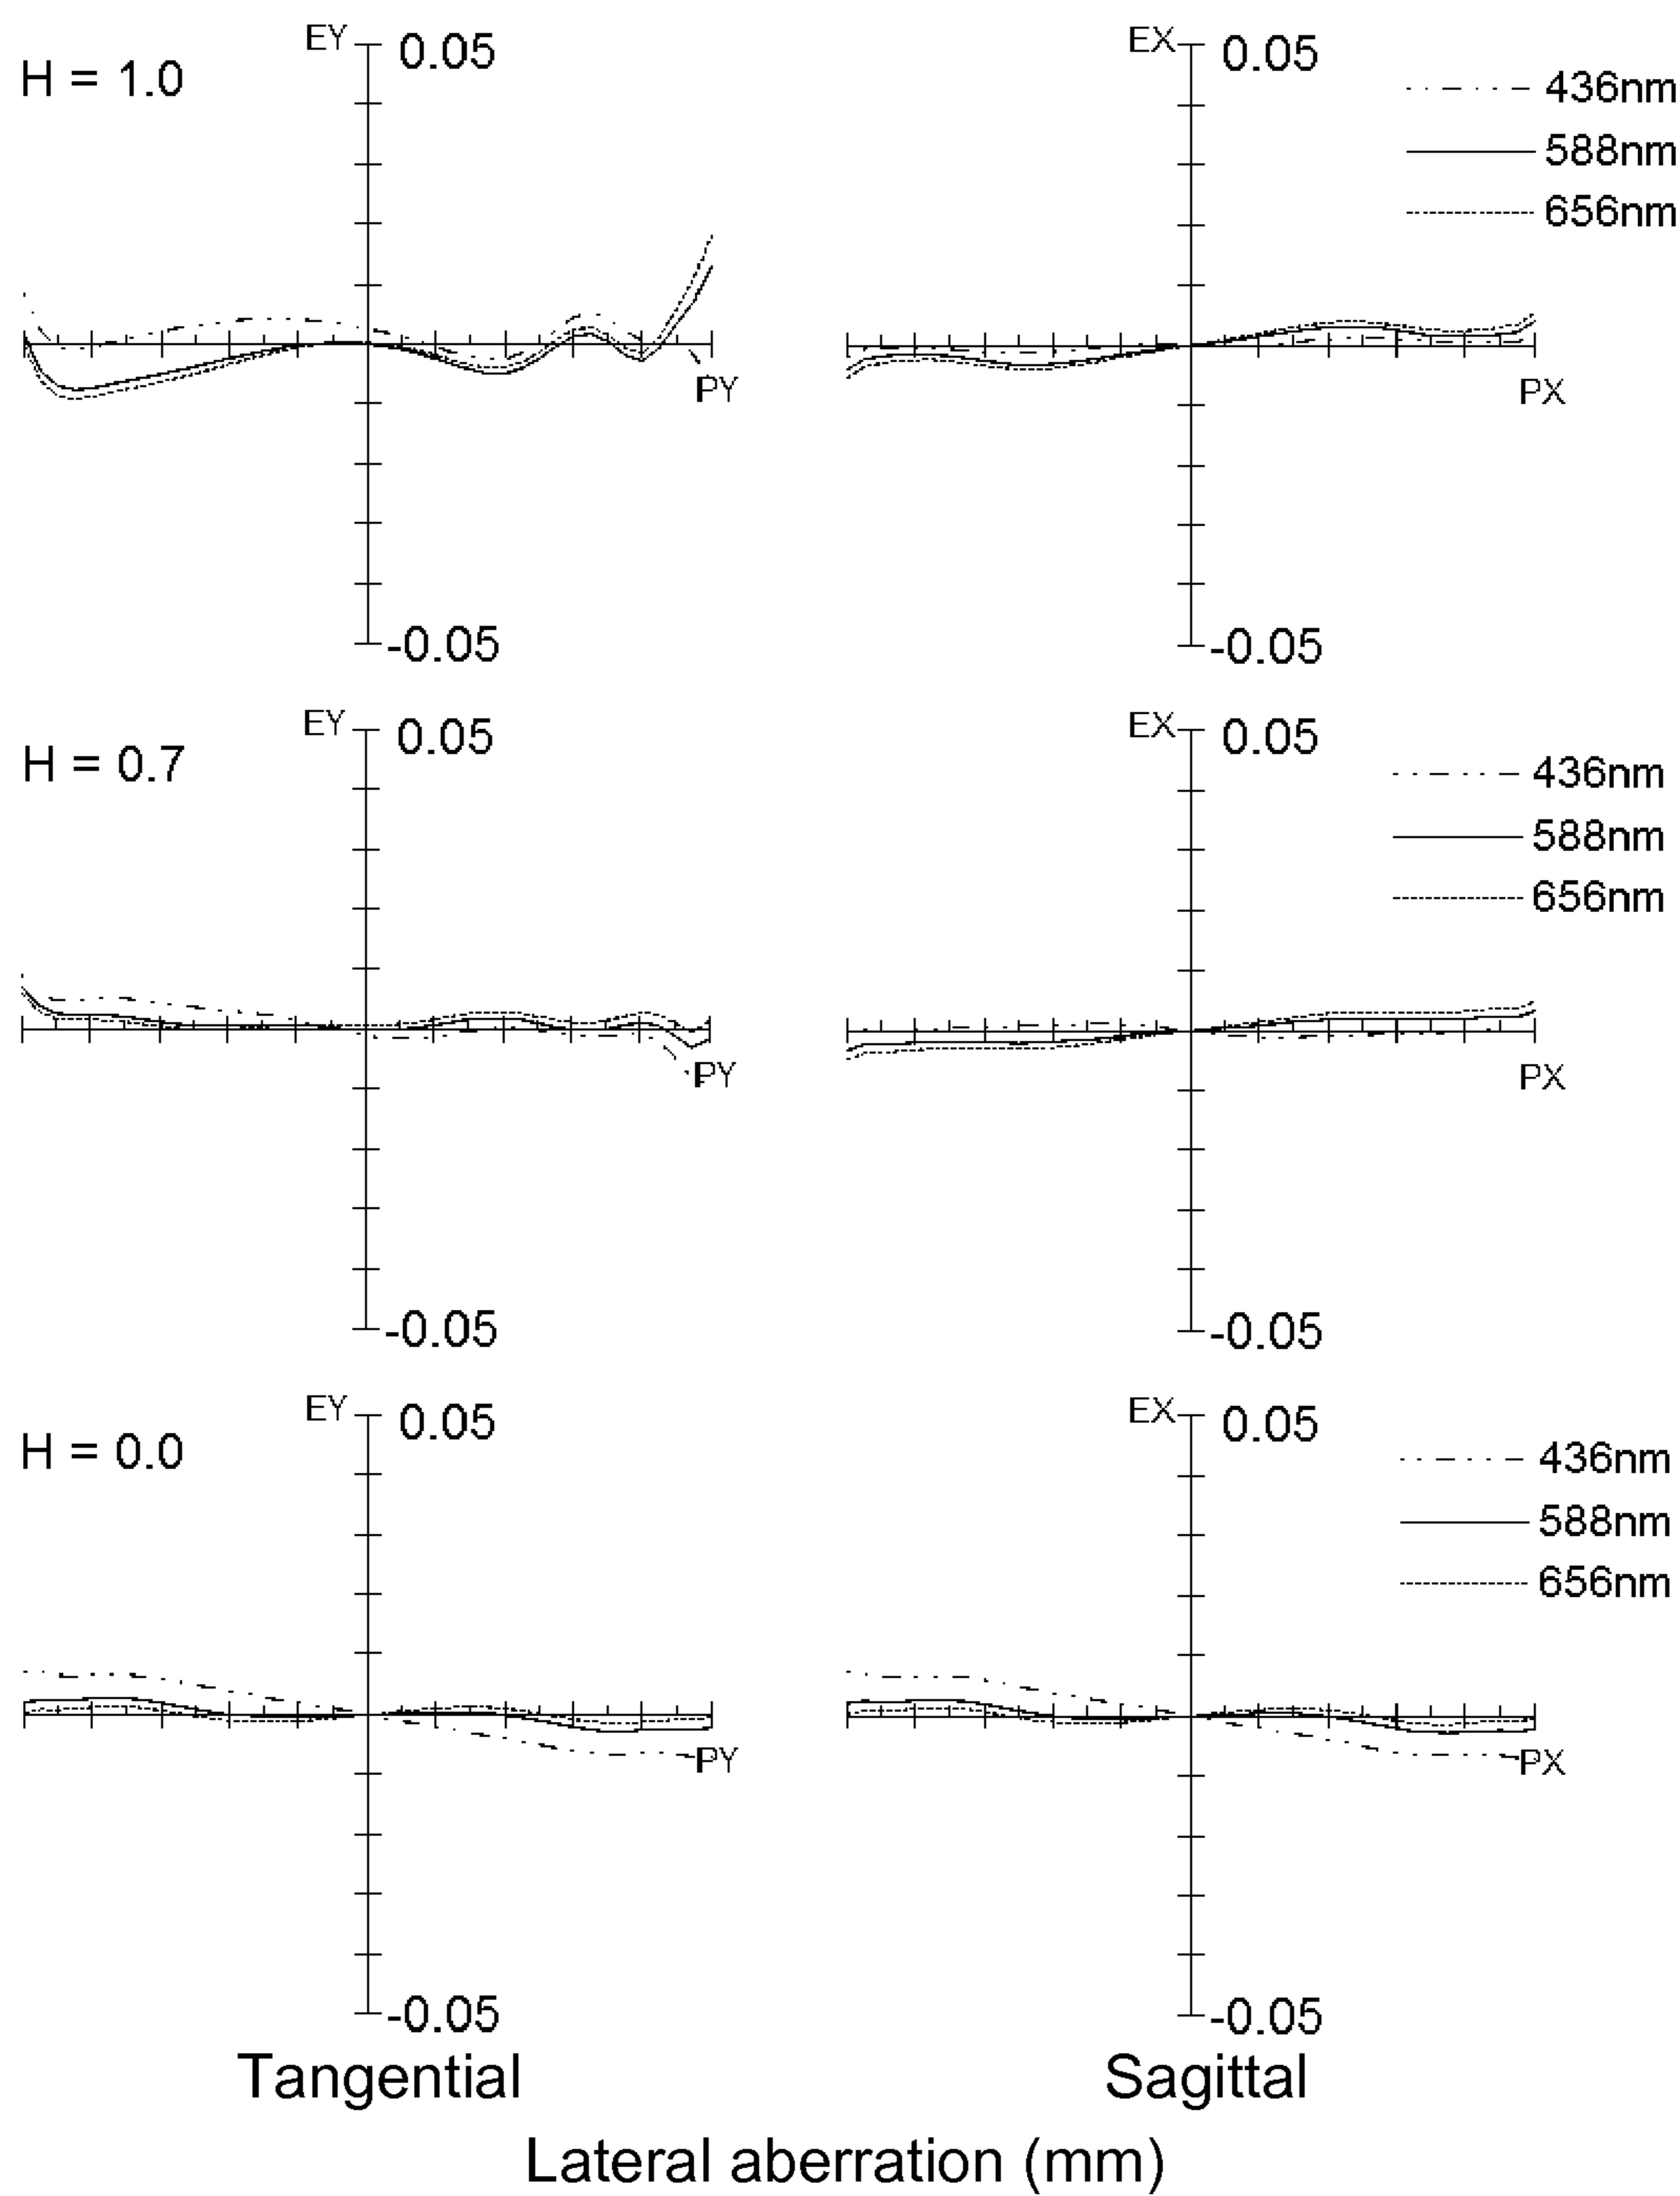 EY 0.05
EX 0.05
H = 1.0
436nm
588nm
656nm
PY
PX
-0.05
-0.05
EY 0.05
EX 0.05
H = 0.7
436nm
588nm
656nm
PY
PX
-0.05
-0.05
EY 0.05
EX 0.05
H = 0.0
436nm
588nm
656nm
PY
PX
-0.05
-0.05
Tangential
Sagittal
Lateral aberration (mm)